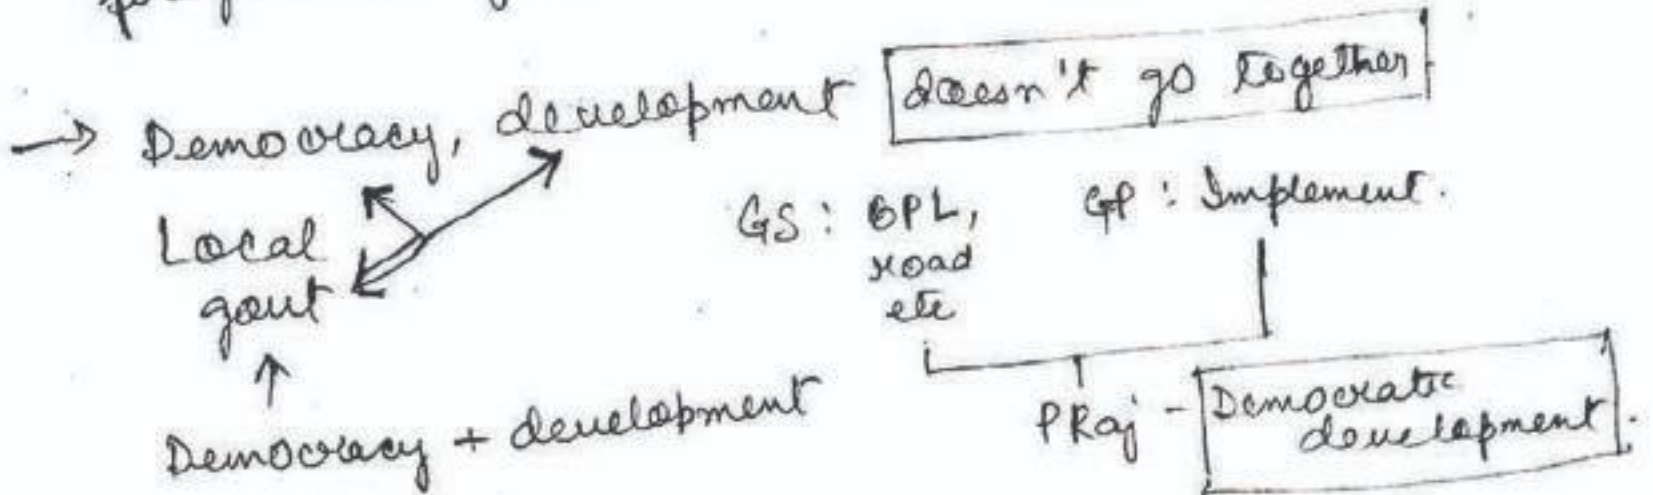 → Democracy, development doesn't go together
Local
govt
Democracy + development
GS : BPL,
road
etc
GP : Implement.
PRaj - Democratic
development.